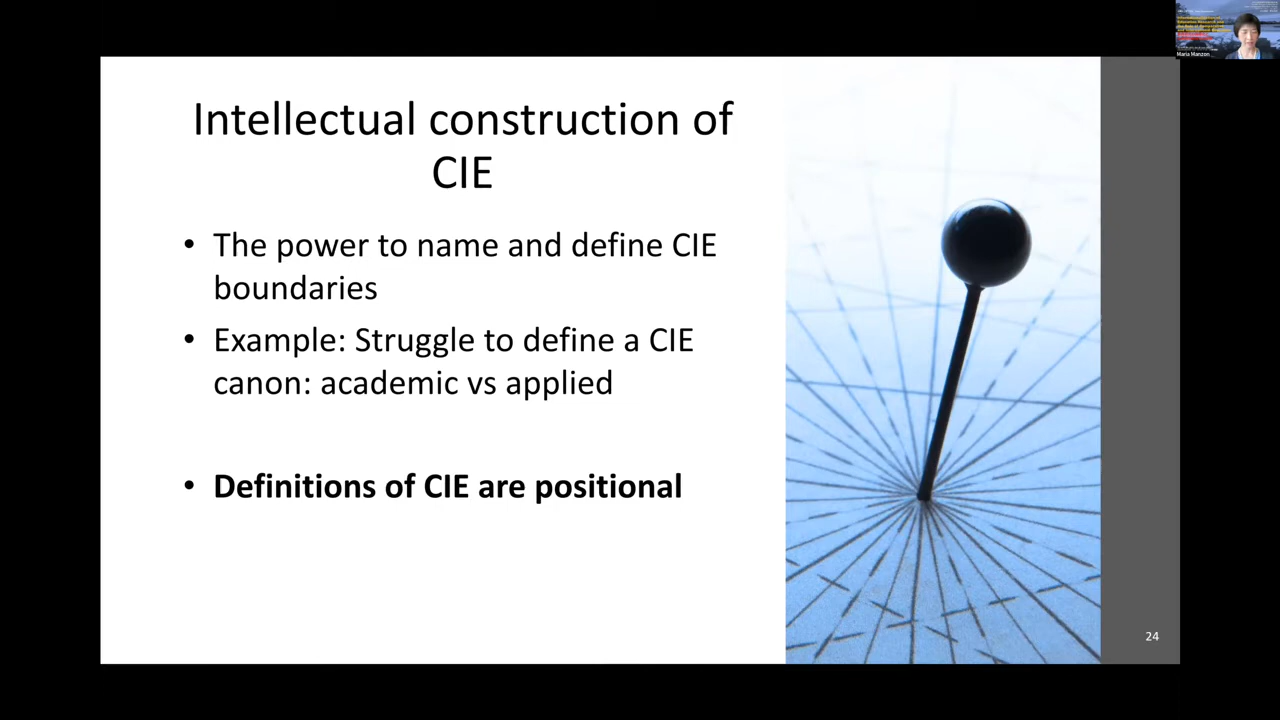 Intellectual construction of
CIE
• The power to name and define CIE
boundaries
• Example: Struggle to define a CIE
canon: academic vs applied
• Definitions of CIE are positional
24
Maria Manzon